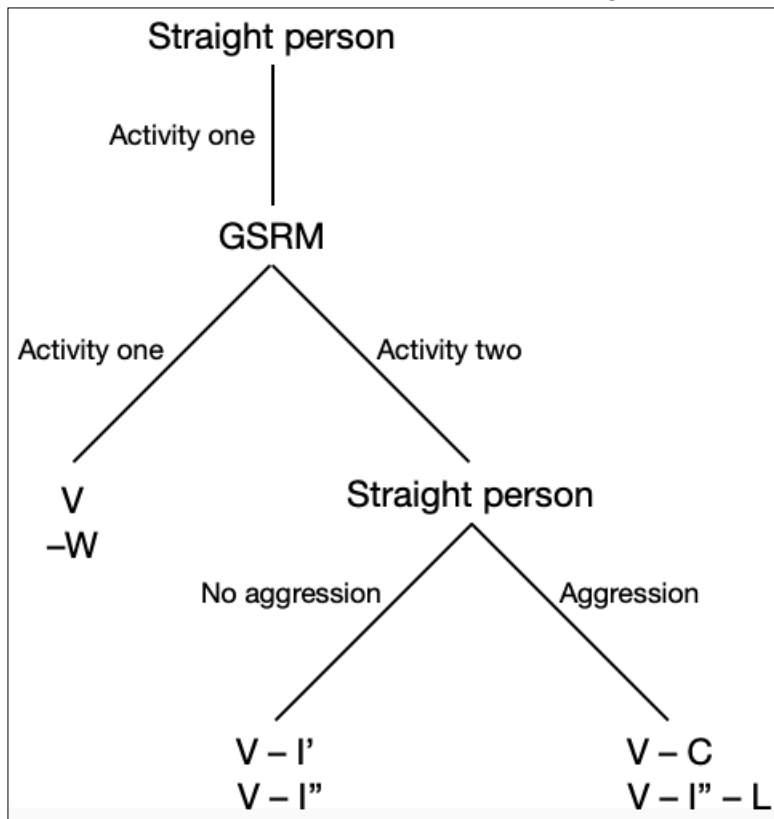 Straight person
Activity one
GSRM
Activity one
Activity two
V
–W
Straight person
No aggression
Aggression
V – I’
V – I”
V – C
V – I” – L